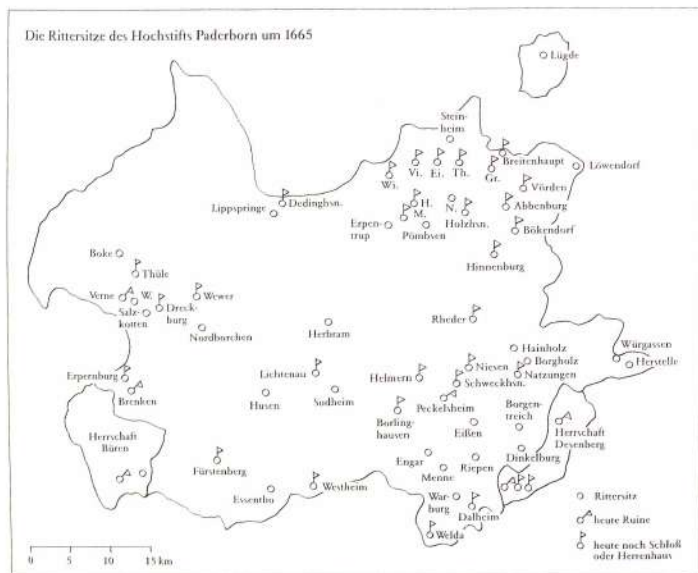 Die Rittersitze des Hochstifts Paderborn um 1665
Lügde
Stein-
heim
Breitenhaupt
Löwendorf
Wi.
Vi.
Ei.
Th.
Gr.
Vörden
Lippspringe
Dedinghsn.
H.
M.
N.
Holzhsn.
Abbenburg
Erpen-
trup
Pömbsen
Bökendorf
Hinnenburg
Boke
Thüle
Verne
W.
Wewer
Salz-
kotten
Dreck-
burg
Nordborchen
Herbram
Rheder
Hainholz
Würgassen
Borgholz
Herstelle
Erpernburg
Lichtenau
Helmern
Niesen
Natzungen
Schweckhsn.
Brenken
Husen
Sudheim
Peckelsheim
Borgen-
treich
Borling-
hausen
Herrschaft
Büren
Eißen
Herrschaft
Desenberg
Fürstenberg
Engar
Riepen
Dinkelburg
Menne
Essentho
Westheim
War-
burg
Dalheim
Welda
Rittersitz
heute Ruine
heute noch Schloß
oder Herrenhaus
0 5 10 15 km